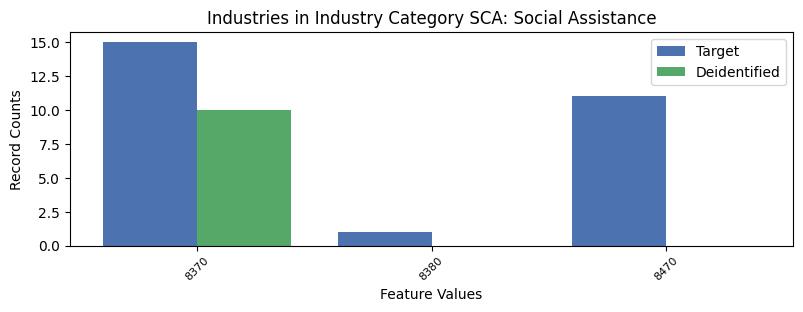 Industries in Industry Category SCA: Social Assistance
Target
Deidentified
Record Counts
15.0
12.5
10.0
7.5
5.0
2.5
0.0
8370
8380
8470
Feature Values